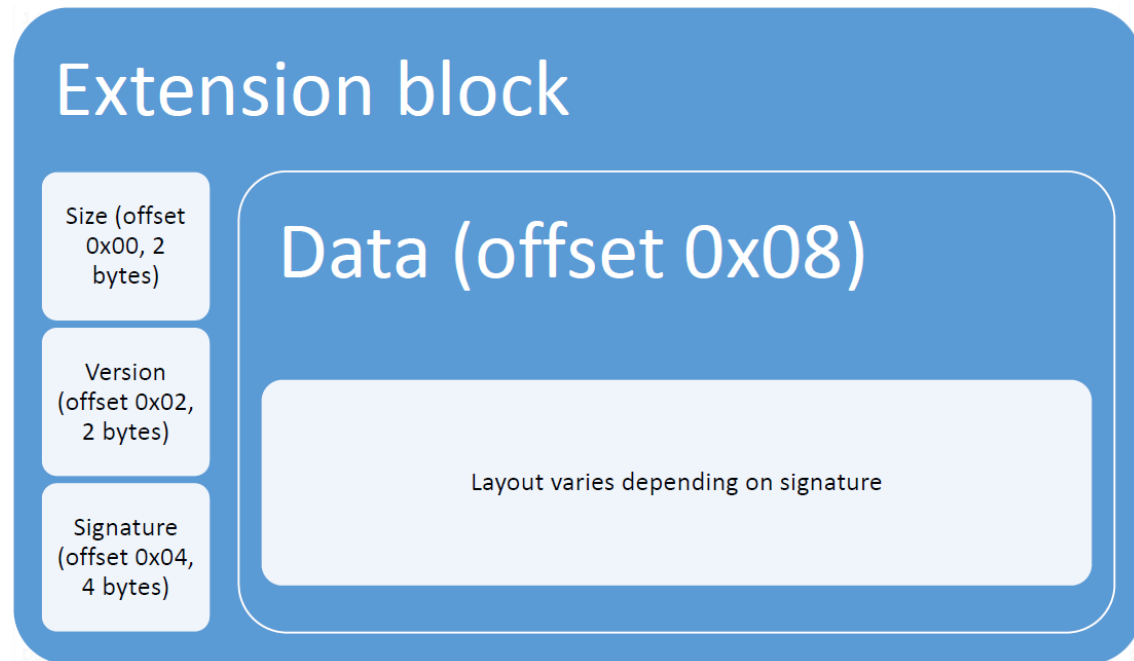 Extension block
Size (offset
0x00, 2
bytes)
Version
(offset 0x02,
2 bytes)
Signature
(offset 0x04,
4 bytes)
Data (offset 0x08)
Layout varies depending on signature